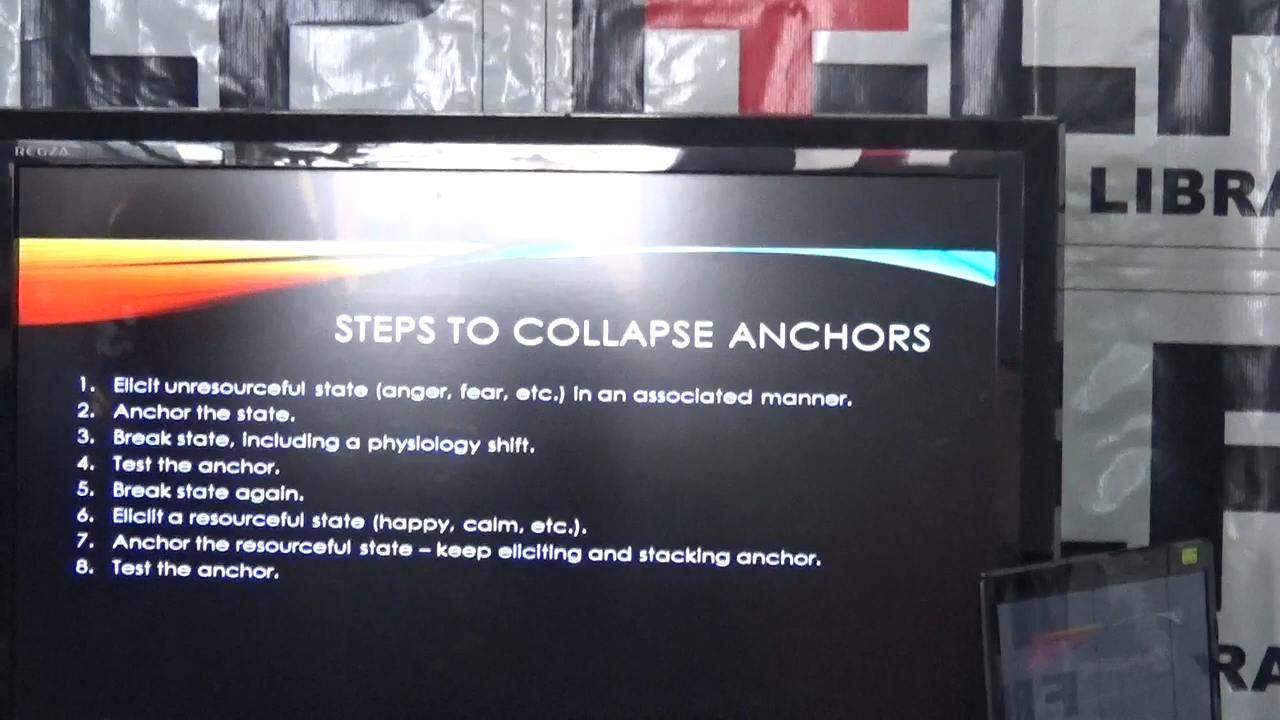 REGZA
LIBRA
STEPS TO COLLAPSE ANCHORS
1. Elicit unresourceful state (anger, fear, etc.) in an associated manner.
2. Anchor the state.
3. Break state, including a physiology shift.
4. Test the anchor.
5. Break state again.
6. Eliciit a resourceful state (happy, calm, etc.).
7. Anchor the resourceful state – keep eliciting and stacking anchor.
8. Test the anchor.
RA